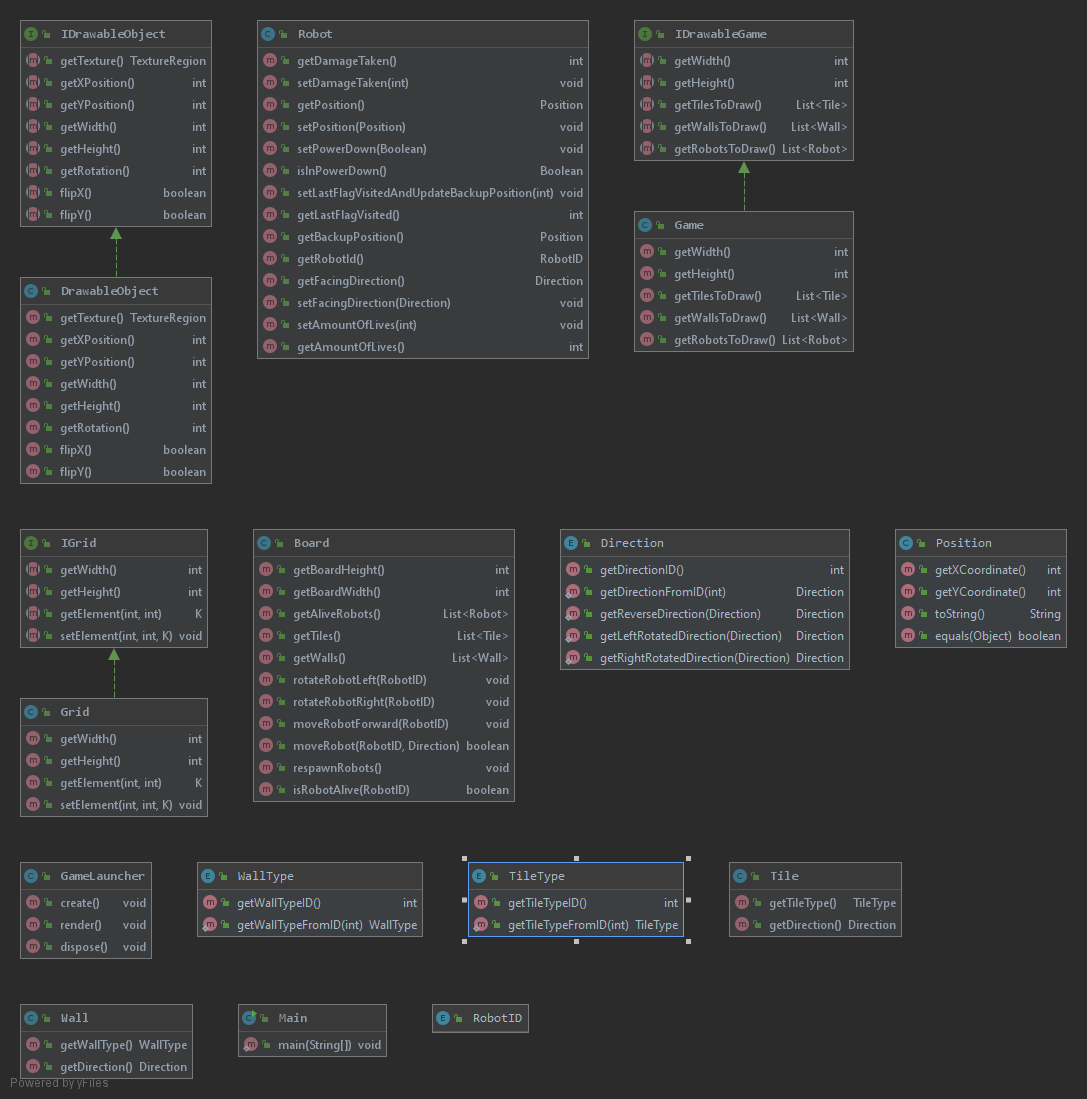 IDrawableObject
getTexture() TextureRegion
getXPosition() int
getYPosition() int
getWidth() int
getHeight() int
getRotation() int
flipX() boolean
flipY() boolean
DrawableObject
getTexture() TextureRegion
getXPosition() int
getYPosition() int
getWidth() int
getHeight() int
getRotation() int
flipX() boolean
flipY() boolean
Robot
getDamageTaken() int
setDamageTaken(int) void
getPosition() Position
setPosition(Position) void
setPowerDown(Boolean) void
isInPowerDown() Boolean
setLastFlagVisitedAndUpdateBackupPosition(int) void
getLastFlagVisited() int
getBackupPosition() Position
getRobotId() RobotID
getFacingDirection() Direction
setFacingDirection(Direction) void
setAmountOfLives(int) void
getAmountOfLives() int
IDrawableGame
getWidth() int
getHeight() int
getTilesToDraw() List<Tile>
getWallsToDraw() List<Wall>
getRobotsToDraw() List<Robot>
Game
getWidth() int
getHeight() int
getTilesToDraw() List<Tile>
getWallsToDraw() List<Wall>
getRobotsToDraw() List<Robot>
IGrid
getWidth() int
getHeight() int
getElement(int, int) K
setElement(int, int, K) void
Grid
getWidth() int
getHeight() int
getElement(int, int) K
setElement(int, int, K) void
Board
getBoardHeight() int
getBoardWidth() int
getAliveRobots() List<Robot>
getTiles() List<Tile>
getWalls() List<Wall>
rotateRobotLeft(RobotID) void
rotateRobotRight(RobotID) void
moveRobotForward(RobotID) void
moveRobot(RobotID, Direction) boolean
respawnRobots() void
isRobotAlive(RobotID) boolean
Direction
getDirectionID() int
getDirectionFromID(int) Direction
getReverseDirection(Direction) Direction
getLeftRotatedDirection(Direction) Direction
getRightRotatedDirection(Direction) Direction
Position
getXCoordinate() int
getYCoordinate() int
toString() String
equals(Object) boolean
GameLauncher
create() void
render() void
dispose() void
WallType
getWallTypeID() int
getWallTypeFromID(int) WallType
TileType
getTileTypeID() int
getTileTypeFromID(int) TileType
Tile
getTileType() TileType
getDirection() Direction
Wall
getWallType() WallType
getDirection() Direction
Main
main(String[]) void
RobotID
Powered by yFiles